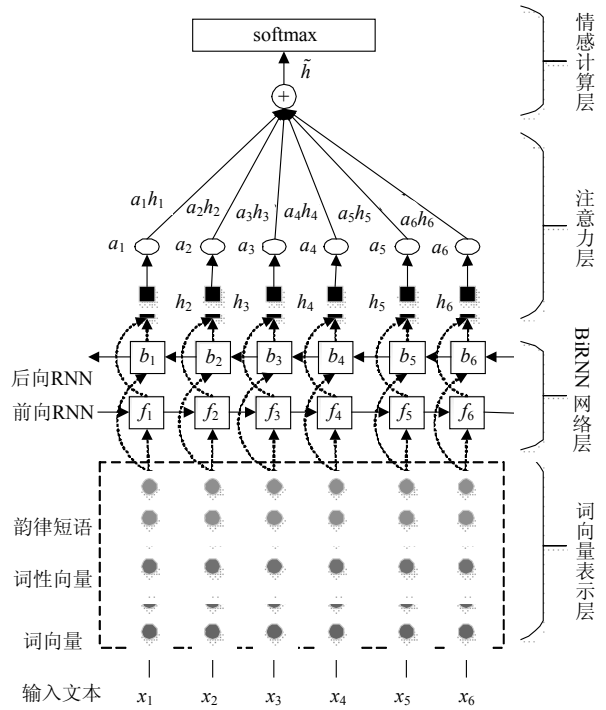 softmax
h̃
+
情感计算层
a1h1 a2h2 a3h3 a4h4 a5h5 a6h6
a1 a2 a3 a4 a5 a6
注意力层
h2 h3 h4 h5 h6
b1 b2 b3 b4 b5 b6
后向RNN
前向RNN
f1 f2 f3 f4 f5 f6
BiRNN网络层
韵律短语
词性向量
词向量
词向量表示层
输入文本 x1 x2 x3 x4 x5 x6